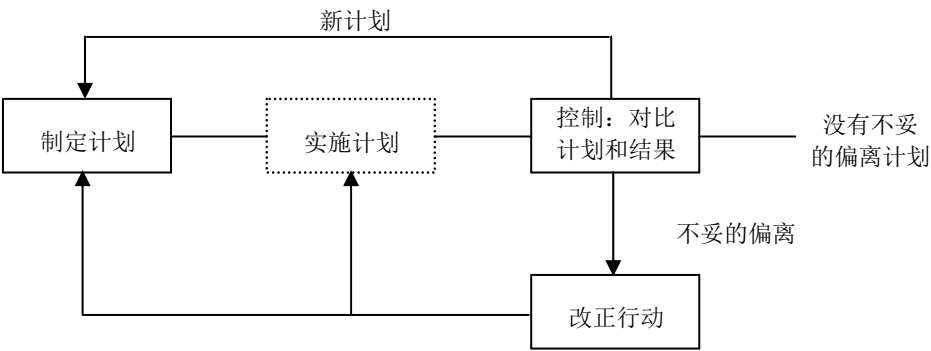 新计划
制定计划
实施计划
控制：对比
计划和结果
没有不妥
的偏离计划
不妥的偏离
改正行动